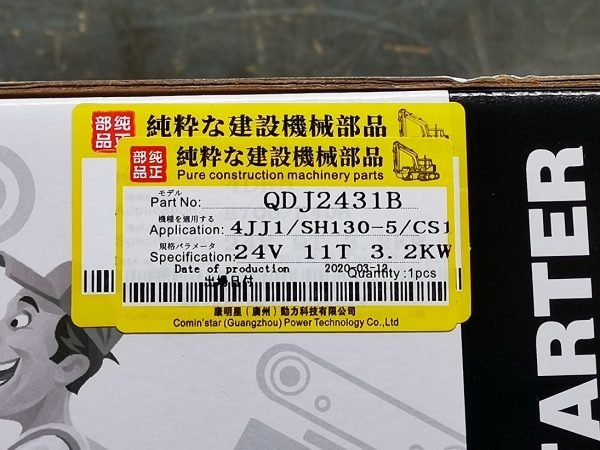 純正部品 純粋な建設機械部品
純正部品 純粋な建設機械部品
Pure construction machinery parts
モデル
Part No: QDJ2431B
機種を適用する
Application: 4JJ1/SH130-5/CS1
規格パラメータ
Specification: 24V 11T 3.2KW
Date of production 2020-03-12
出場日付 Quantity:1pcs
康明星(廣州)動力科技有限公司
Comin'star (Guangzhou) Power Technology Co.,Ltd
TARTER